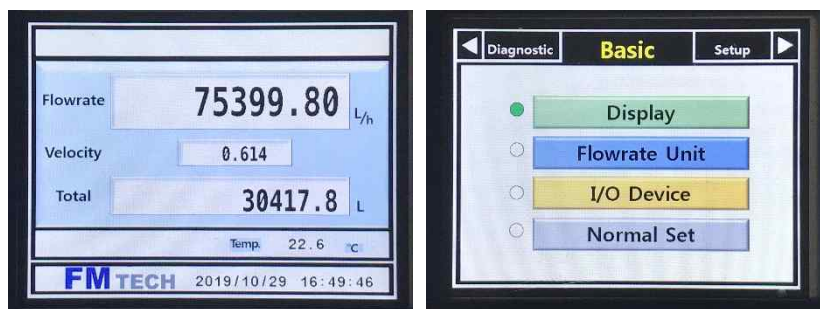 Flowrate 75399.80 L/h
Velocity 0.614
Total 30417.8 L
Temp. 22.6 °C
FM TECH 2019/10/29 16:49:46
Diagnostic Basic Setup
Display
Flowrate Unit
I/O Device
Normal Set